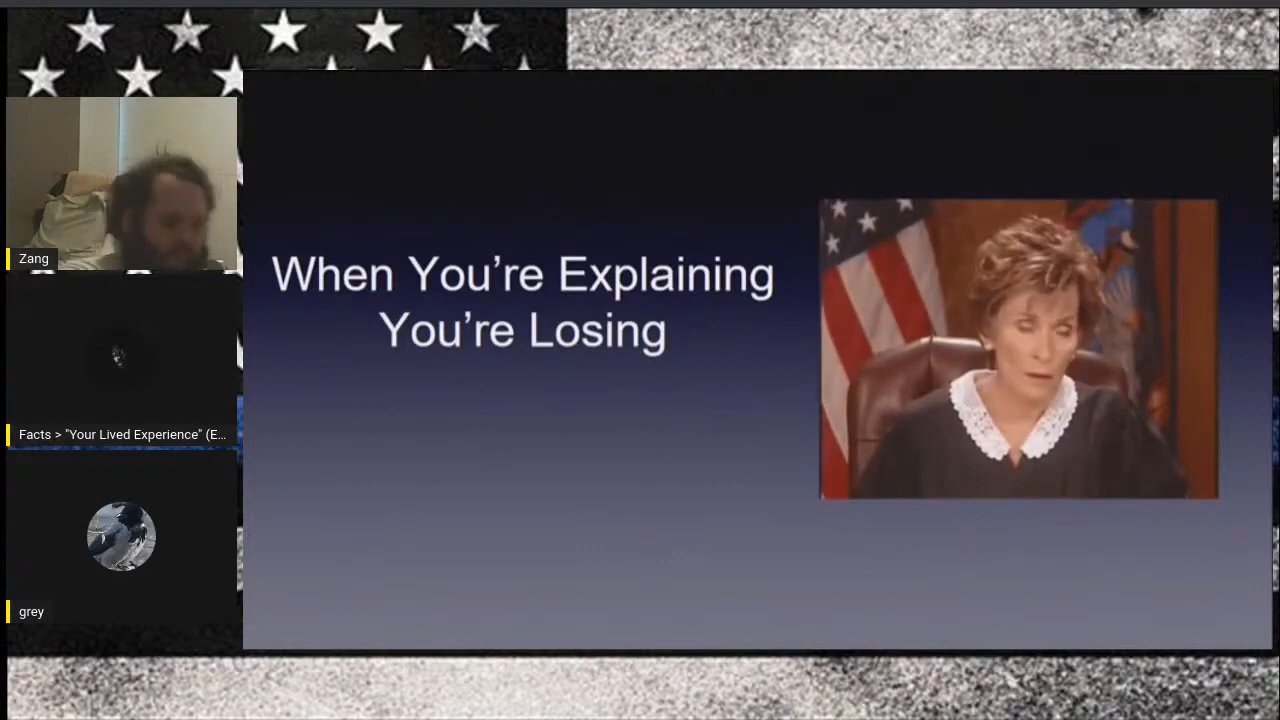 When You’re Explaining
You’re Losing
Zang
Facts > "Your Lived Experience" (E...
grey